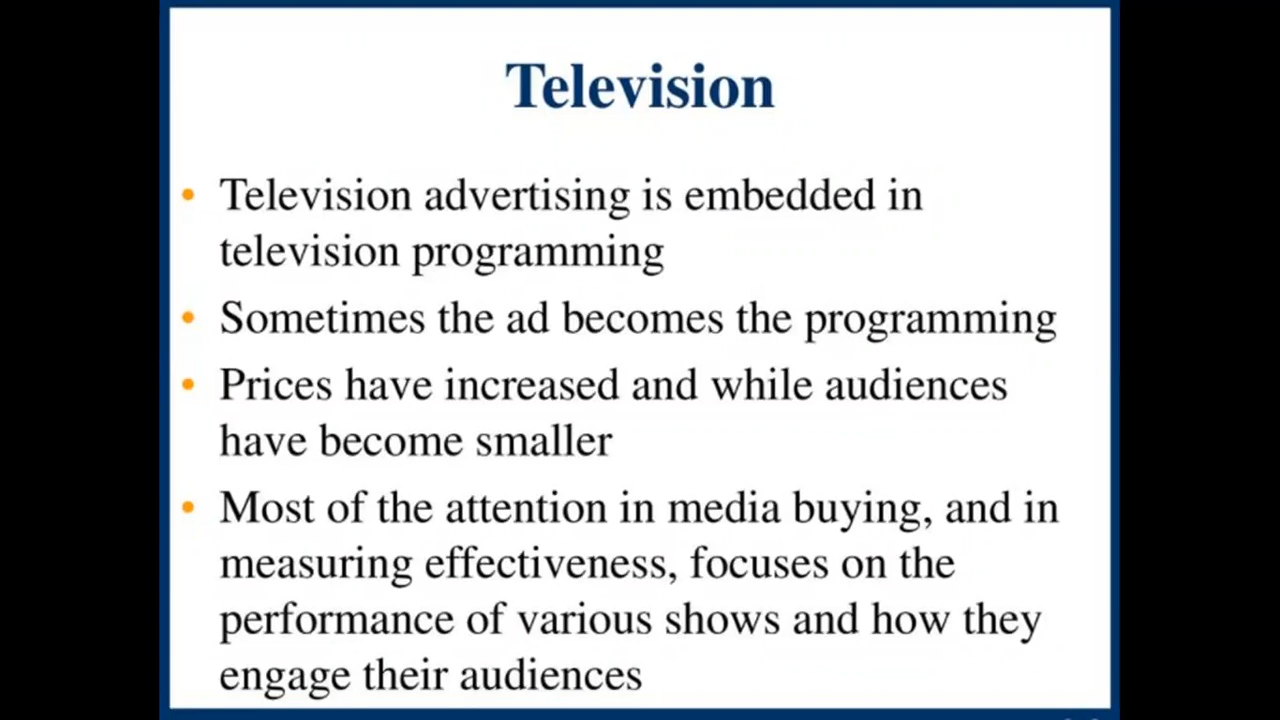 Television
• Television advertising is embedded in
television programming
• Sometimes the ad becomes the programming
• Prices have increased and while audiences
have become smaller
• Most of the attention in media buying, and in
measuring effectiveness, focuses on the
performance of various shows and how they
engage their audiences